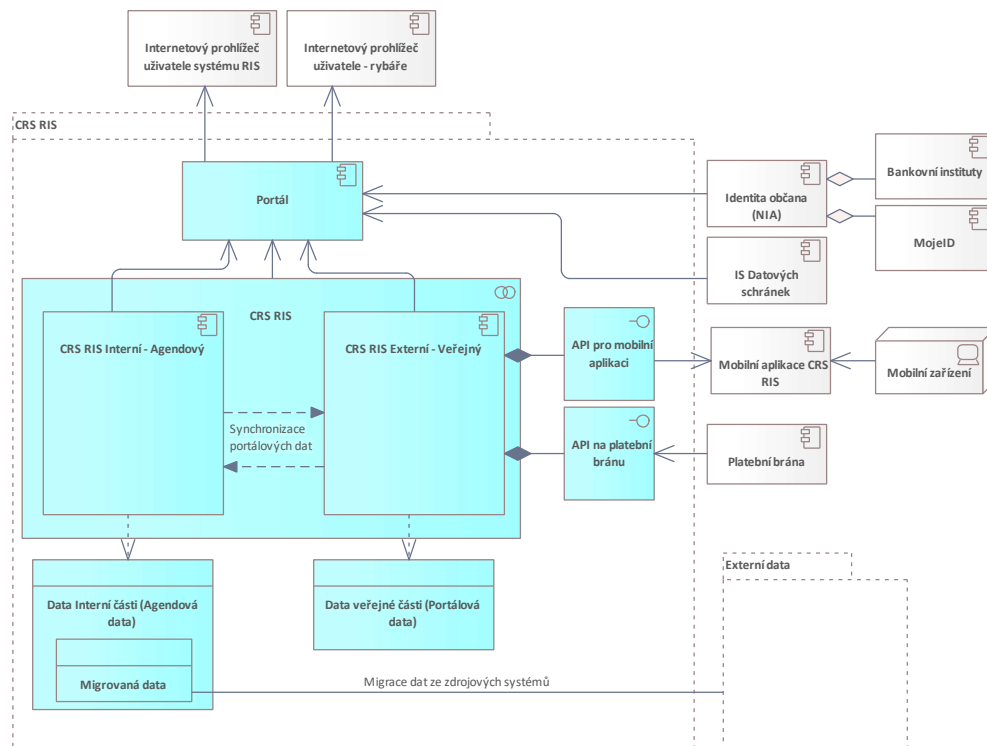 Internetový prohlížeč
uživatele systému RIS
Internetový prohlížeč
uživatele - rybáře
CRS RIS
Portál
Identita občana
(NIA)
Bankovní instituty
MojeID
IS Datových
schránek
CRS RIS
CRS RIS Interní - Agendový
CRS RIS Externí - Veřejný
API pro mobilní
aplikaci
Mobilní aplikace CRS
RIS
Mobilní zařízení
Synchronizace
portálových dat
API na platební
bránu
Platební brána
Externí data
Data Interní části (Agendová
data)
Data veřejné části (Portálová
data)
Migrovaná data
Migrace dat ze zdrojových systémů